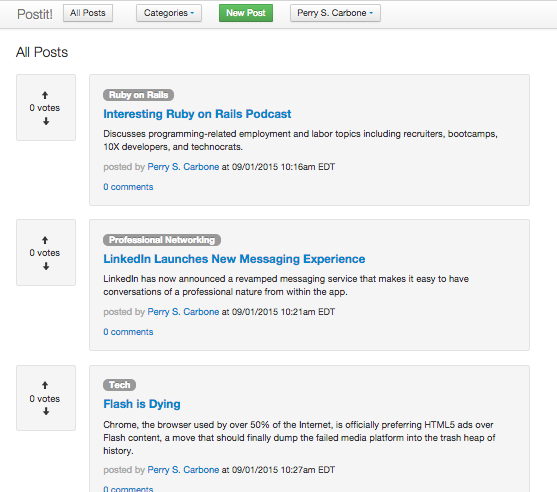 Postit! All Posts Categories New Post Perry S. Carbone
All Posts
0 votes
Ruby on Rails
Interesting Ruby on Rails Podcast
Discusses programming-related employment and labor topics including recruiters, bootcamps,
10X developers, and technocrats.
posted by Perry S. Carbone at 09/01/2015 10:16am EDT
0 comments
0 votes
Professional Networking
LinkedIn Launches New Messaging Experience
LinkedIn has now announced a revamped messaging service that makes it easy to have
conversations of a professional nature from within the app.
posted by Perry S. Carbone at 09/01/2015 10:21am EDT
0 comments
0 votes
Tech
Flash is Dying
Chrome, the browser used by over 50% of the Internet, is officially preferring HTML5 ads over
Flash content, a move that should finally dump the failed media platform into the trash heap of
history.
posted by Perry S. Carbone at 09/01/2015 10:27am EDT
0 comments